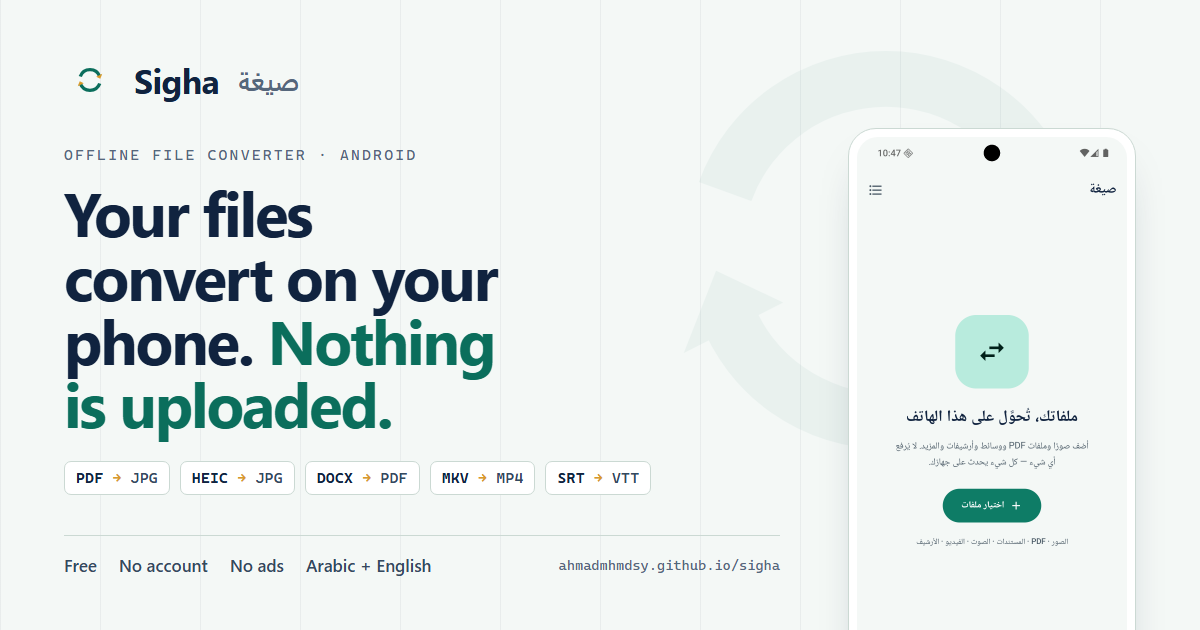 Sigha صيغة
OFFLINE FILE CONVERTER · ANDROID
Your files
convert on your
phone. Nothing
is uploaded.
PDF → JPG
HEIC → JPG
DOCX → PDF
MKV → MP4
SRT → VTT
Free No account No ads Arabic + English
ahmadmhmdsy.github.io/sigha
10:47
صيغة
ملفاتك، تُحوَّل على هذا الهاتف
أضف صورًا وملفات PDF ووسائط وأرشيفات والمزيد. لا يُرفع
أي شيء — كل شيء يحدث على جهازك.
اختيار ملفات
الصور · PDF · المستندات · الصوت · الفيديو · الأرشيف